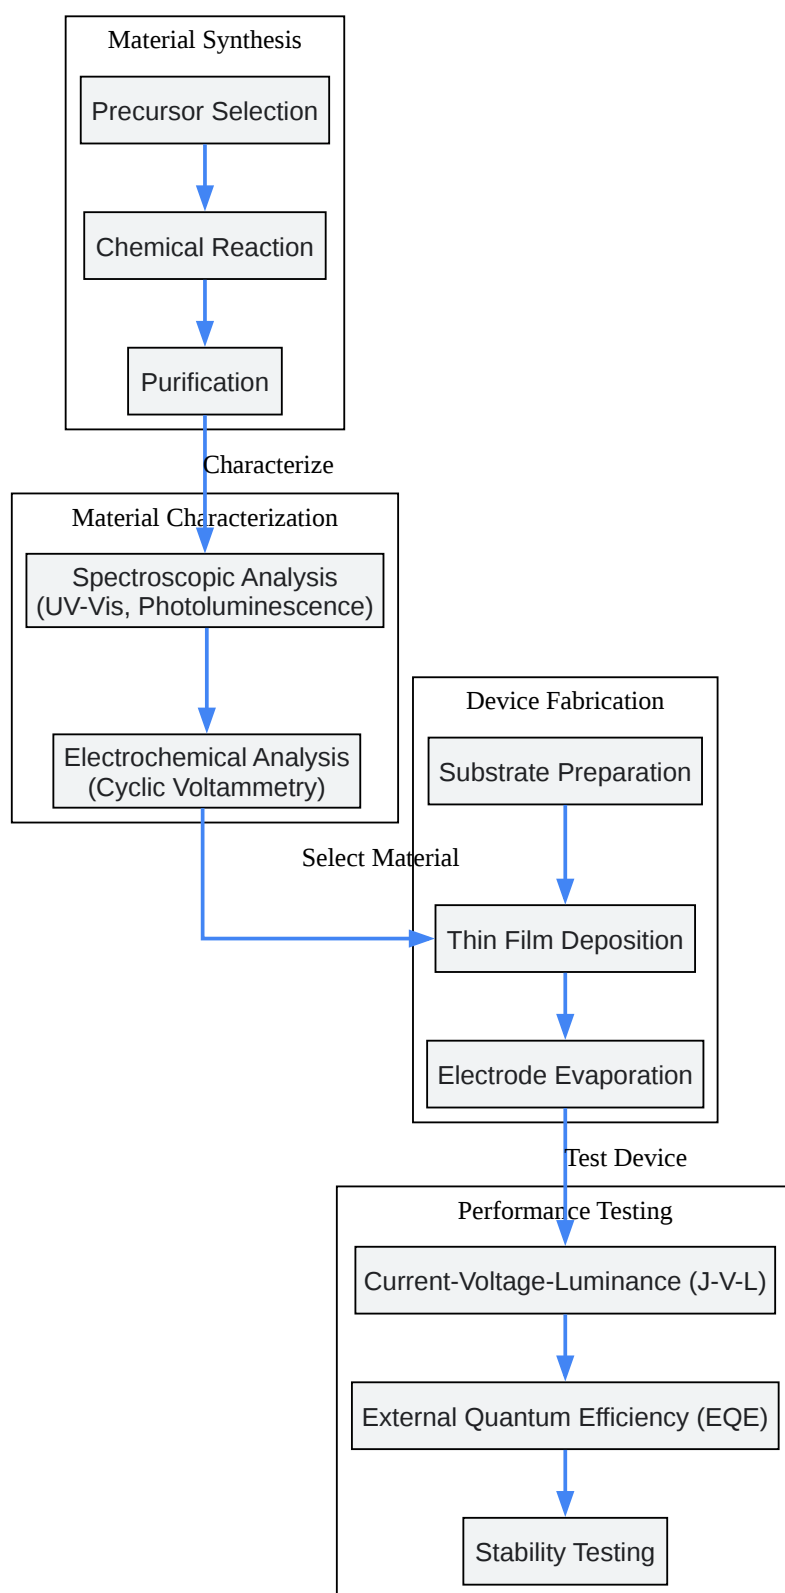 Material Synthesis
Precursor Selection
Chemical Reaction
Purification
Characterize
Material Characterization
Spectroscopic Analysis
(UV-Vis, Photoluminescence)
Electrochemical Analysis
(Cyclic Voltammetry)
Select Material
Device Fabrication
Substrate Preparation
Thin Film Deposition
Electrode Evaporation
Test Device
Performance Testing
Current-Voltage-Luminance (J-V-L)
External Quantum Efficiency (EQE)
Stability Testing